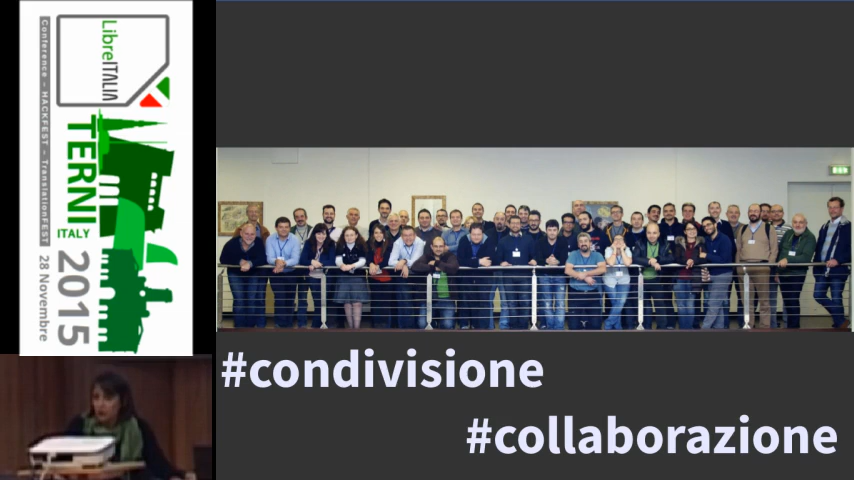 LibreITALIA
Conference - HACKFEST - TranslationFEST
TERNI
ITALY
2015
28 Novembre
#condivisione
#collaborazione